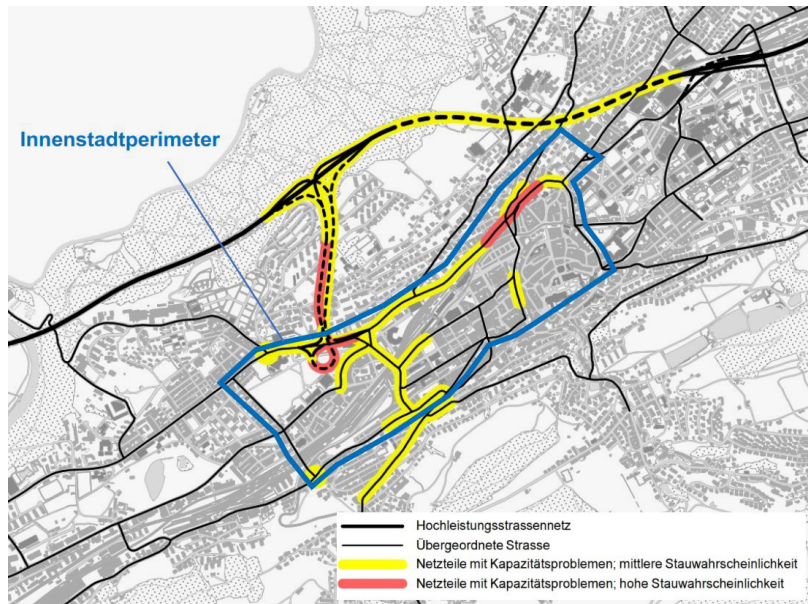 Innenstadtperimeter
Hochleistungsstrassennetz
Übergeordnete Strasse
Netzteile mit Kapazitätsproblemen; mittlere Stauwahrscheinlichkeit
Netzteile mit Kapazitätsproblemen; hohe Stauwahrscheinlichkeit